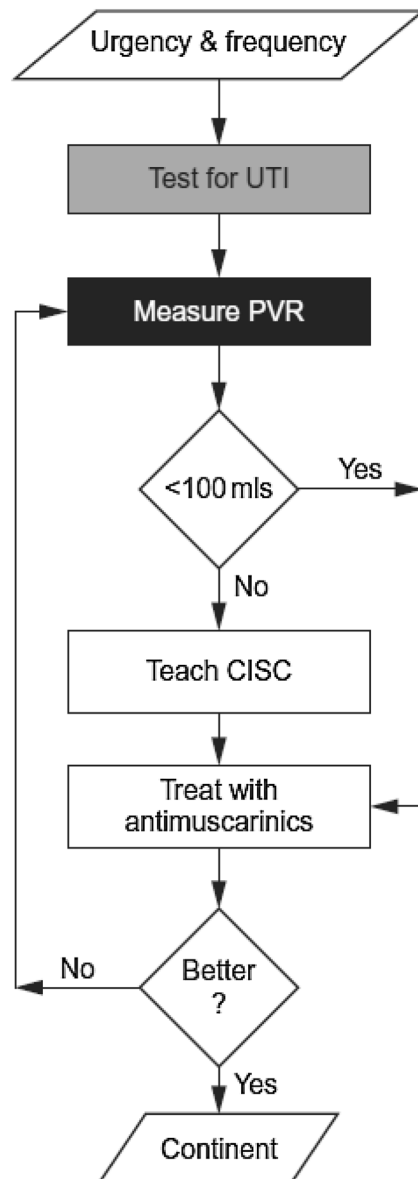 Urgency & frequency
Test for UTI
Measure PVR
<100 mls
Yes
No
Teach CISC
Treat with
antimuscarinics
Better
?
No
Yes
Continent